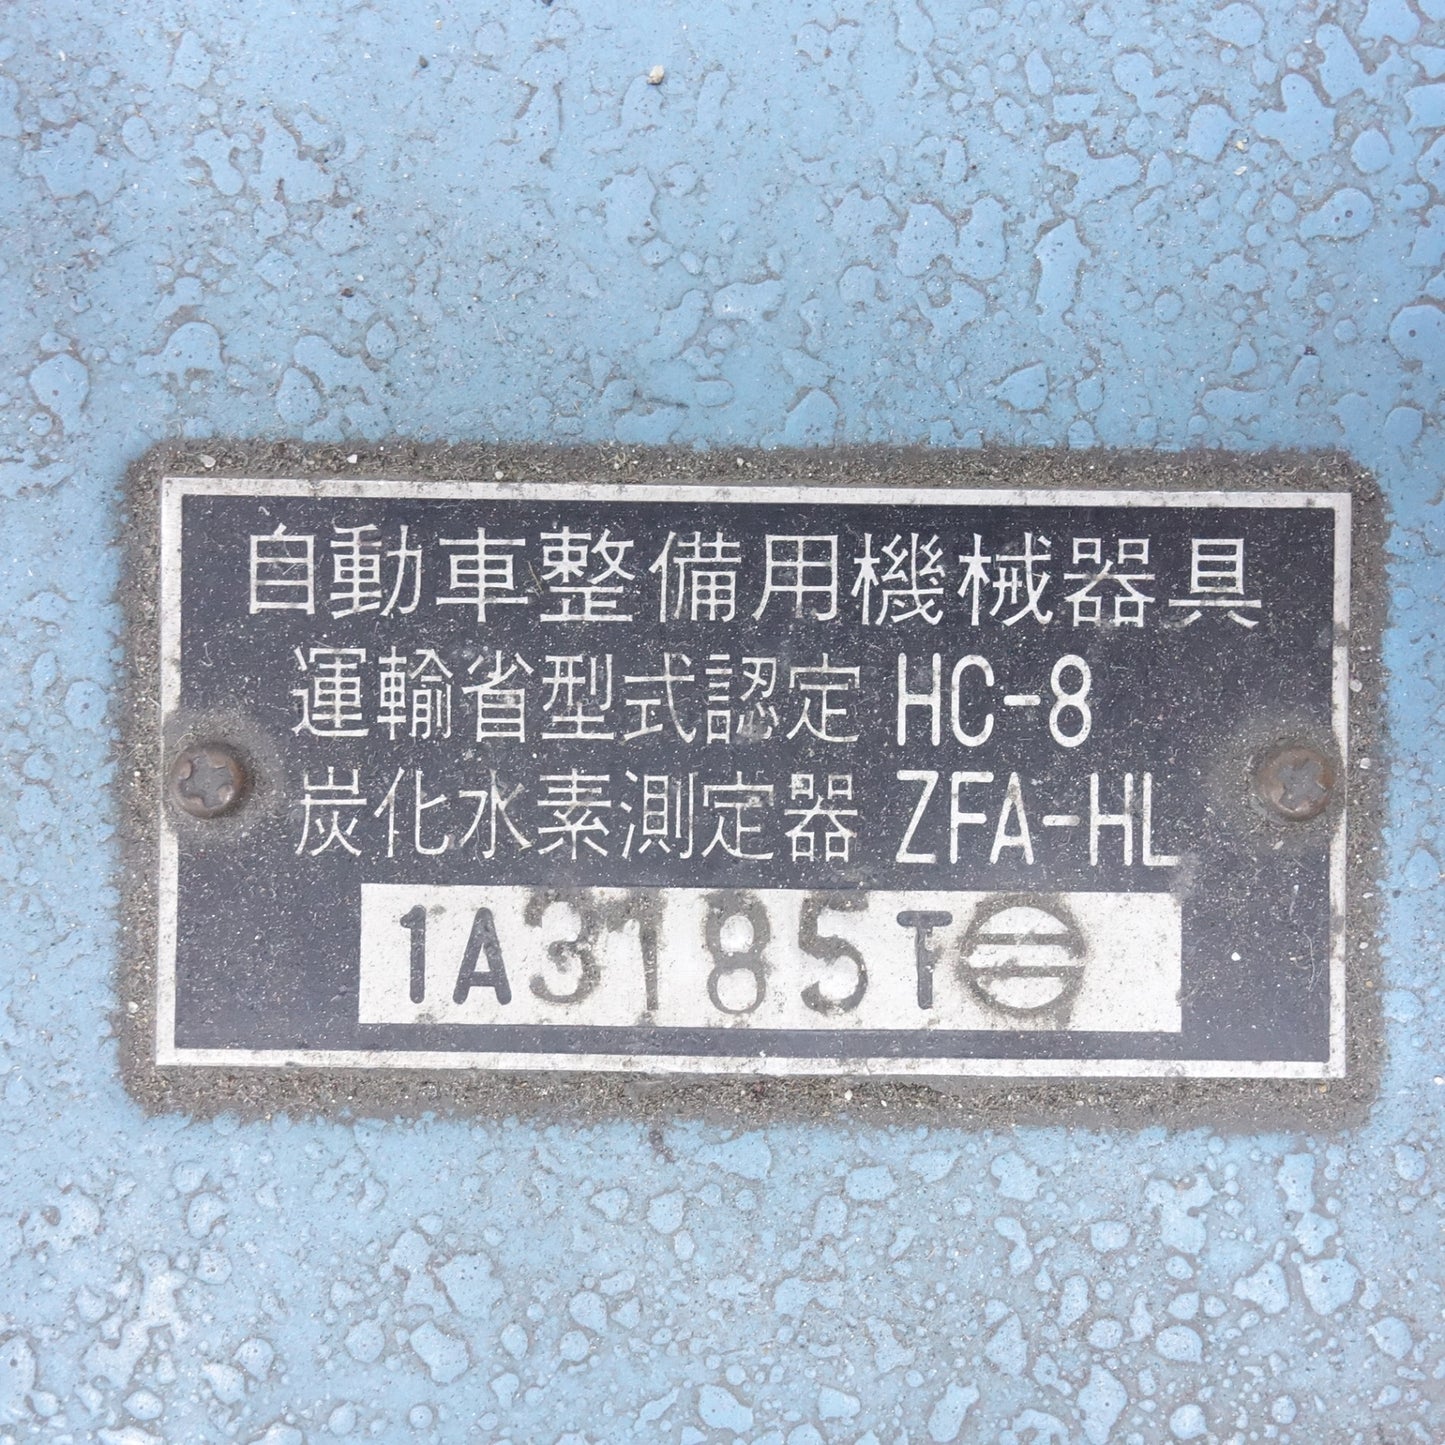 自動車整備用機械器具
運輸省型式認定 HC-8
炭化水素測定器 ZFA-HL
1A3185T